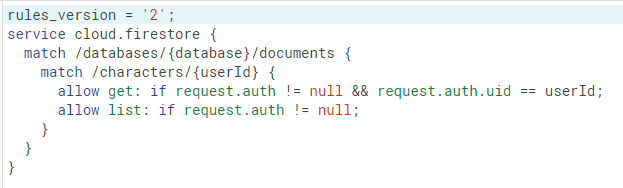 rules_version = '2';
service cloud.firestore {
  match /databases/{database}/documents {
    match /characters/{userId} {
      allow get: if request.auth != null && request.auth.uid == userId;
      allow list: if request.auth != null;
    }
  }
}